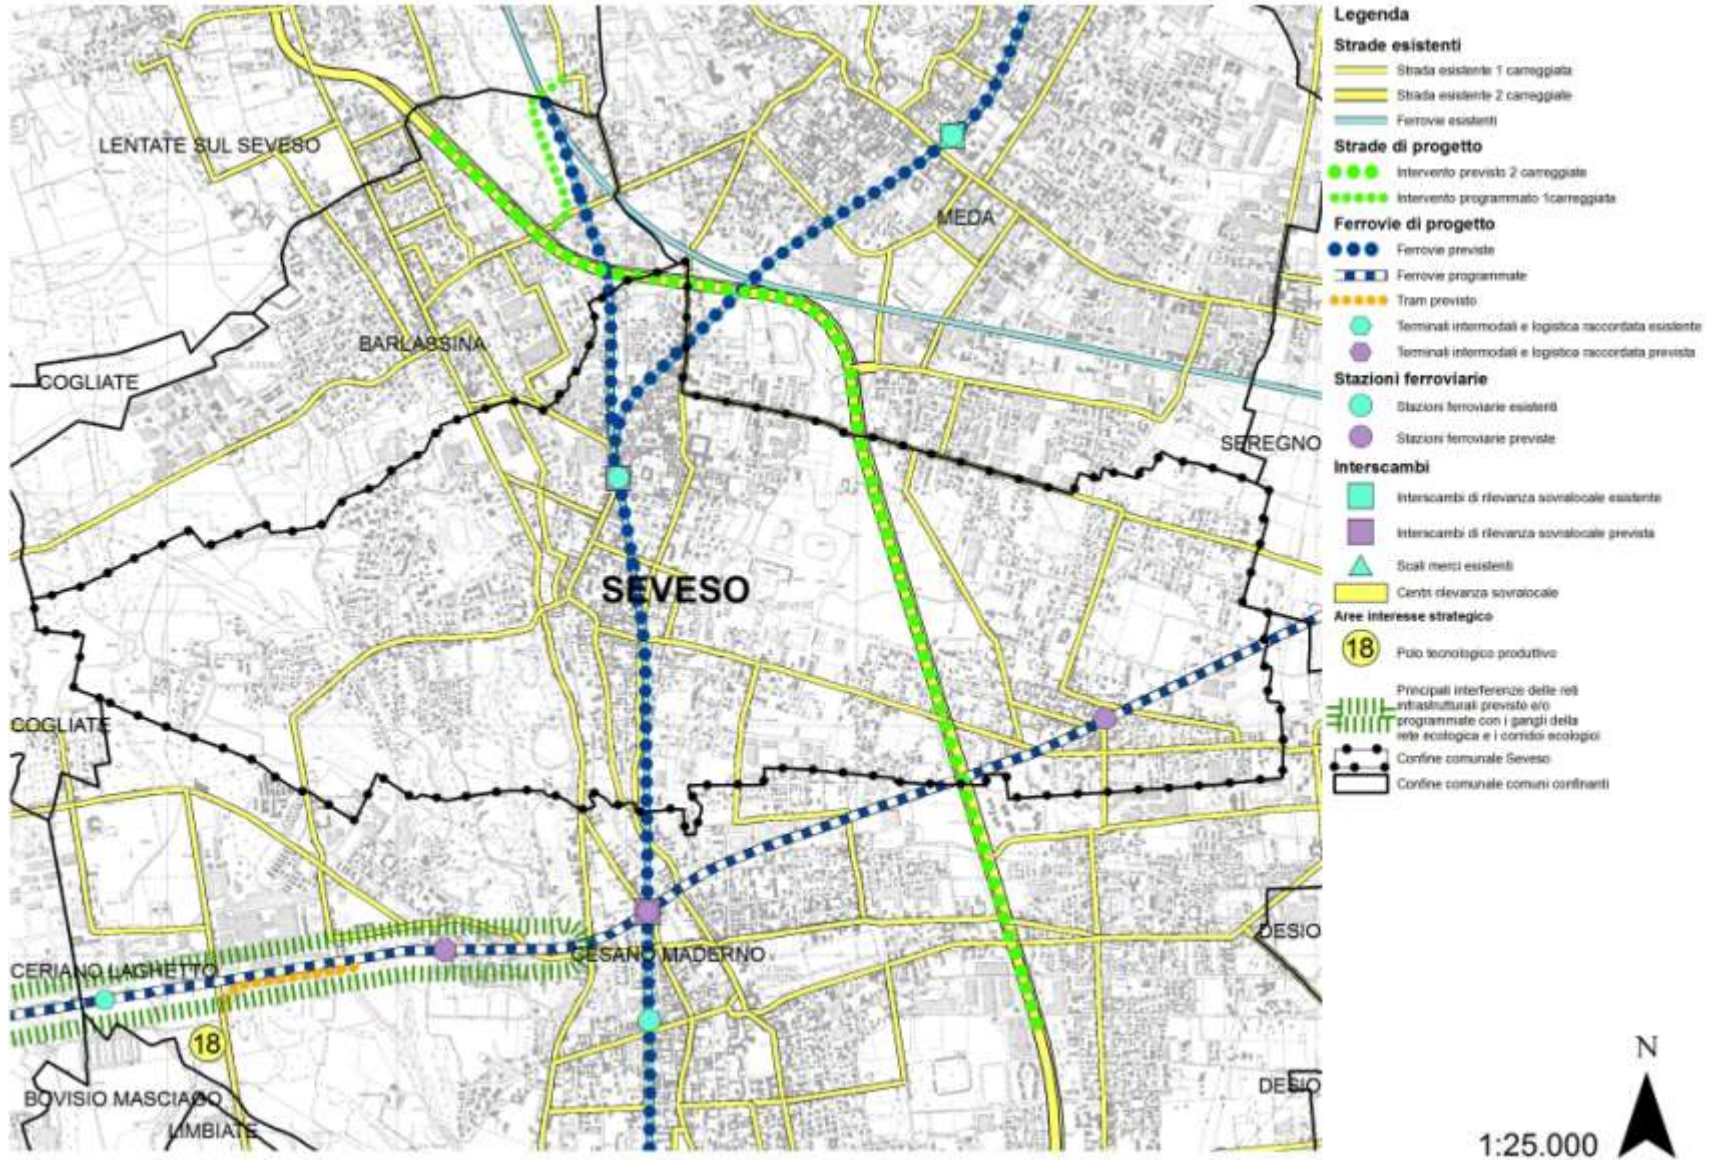 LENTATE SUL SEVESO
MEDA
BARLASSINA
COGLIATE
SEREGNO
SEVESO
COGLIATE
DESIO
CESANO MADERNO
CERIANO LAGHETTO
18
DESIO
BOVISIO MASCIAGO
LIMBIATE
Legenda
Strade esistenti
Strada esistente 1 carreggiata
Strada esistente 2 carreggiate
Ferrovie esistenti
Strade di progetto
Intervento previsto 2 carreggiate
Intervento programmato 1carreggiata
Ferrovie di progetto
Ferrovie previste
Ferrovie programmate
Tram previsto
Terminali intermodali e logistica raccordata esistente
Terminali intermodali e logistica raccordata prevista
Stazioni ferroviarie
Stazioni ferroviarie esistenti
Stazioni ferroviarie previste
Interscambi
Interscambi di rilevanza sovralocale esistente
Interscambi di rilevanza sovralocale prevista
Scali merci esistenti
Centri rilevanza sovralocale
Aree interesse strategico
18
Polo tecnologico produttivo
Principali interferenze delle reti
infrastrutturali previste e/o
programmate con i gangli della
rete ecologica e i corridoi ecologici
Confine comunale Seveso
Confine comunale comuni confinanti
N
1:25.000